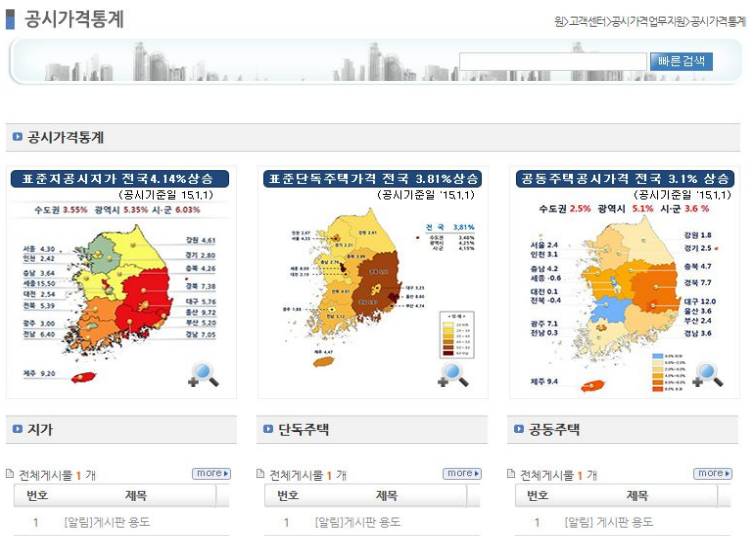 공시가격통계
원>고객센터>공시가격업무지원>공시가격통계
빠른검색
공시가격통계
표준지공시지가 전국4.14%상승
(공시기준일 '15.1.1)
수도권 3.55% 광역시 5.35% 시·군 6.03%
서울 4.30
인천 2.42
충남 3.64
세종15.50
대전 2.54
전북 5.39
광주 3.00
전남 6.40
제주 9.20
강원 4.61
경기 2.80
충북 4.26
경북 7.38
대구 5.76
울산 9.72
부산 5.20
경남 7.05
표준단독주택가격 전국 3.81%상승
(공시기준일 '15.1.1)
전 국 3.81%
수도권
광역시
시·군
제주 4.47
공동주택공시가격 전국 3.1% 상승
(공시기준일 '15.1.1)
수도권 2.5% 광역시 5.1% 시·군 3.6 %
서울 2.4
인천 3.1
충남 4.2
세종 -0.6
대전 0.1
전북 -0.4
광주 7.1
전남 0.3
제주 9.4
강원 1.8
경기 2.5
충북 4.7
경북 7.7
대구 12.0
울산 3.6
부산 2.4
경남 3.6
지가
단독주택
공동주택
전체게시물 1 개 more
전체게시물 1 개 more
전체게시물 1 개 more
번호 제목
번호 제목
번호 제목
1 [알림]게시판 용도
1 [알림]게시판 용도
1 [알림] 게시판 용도